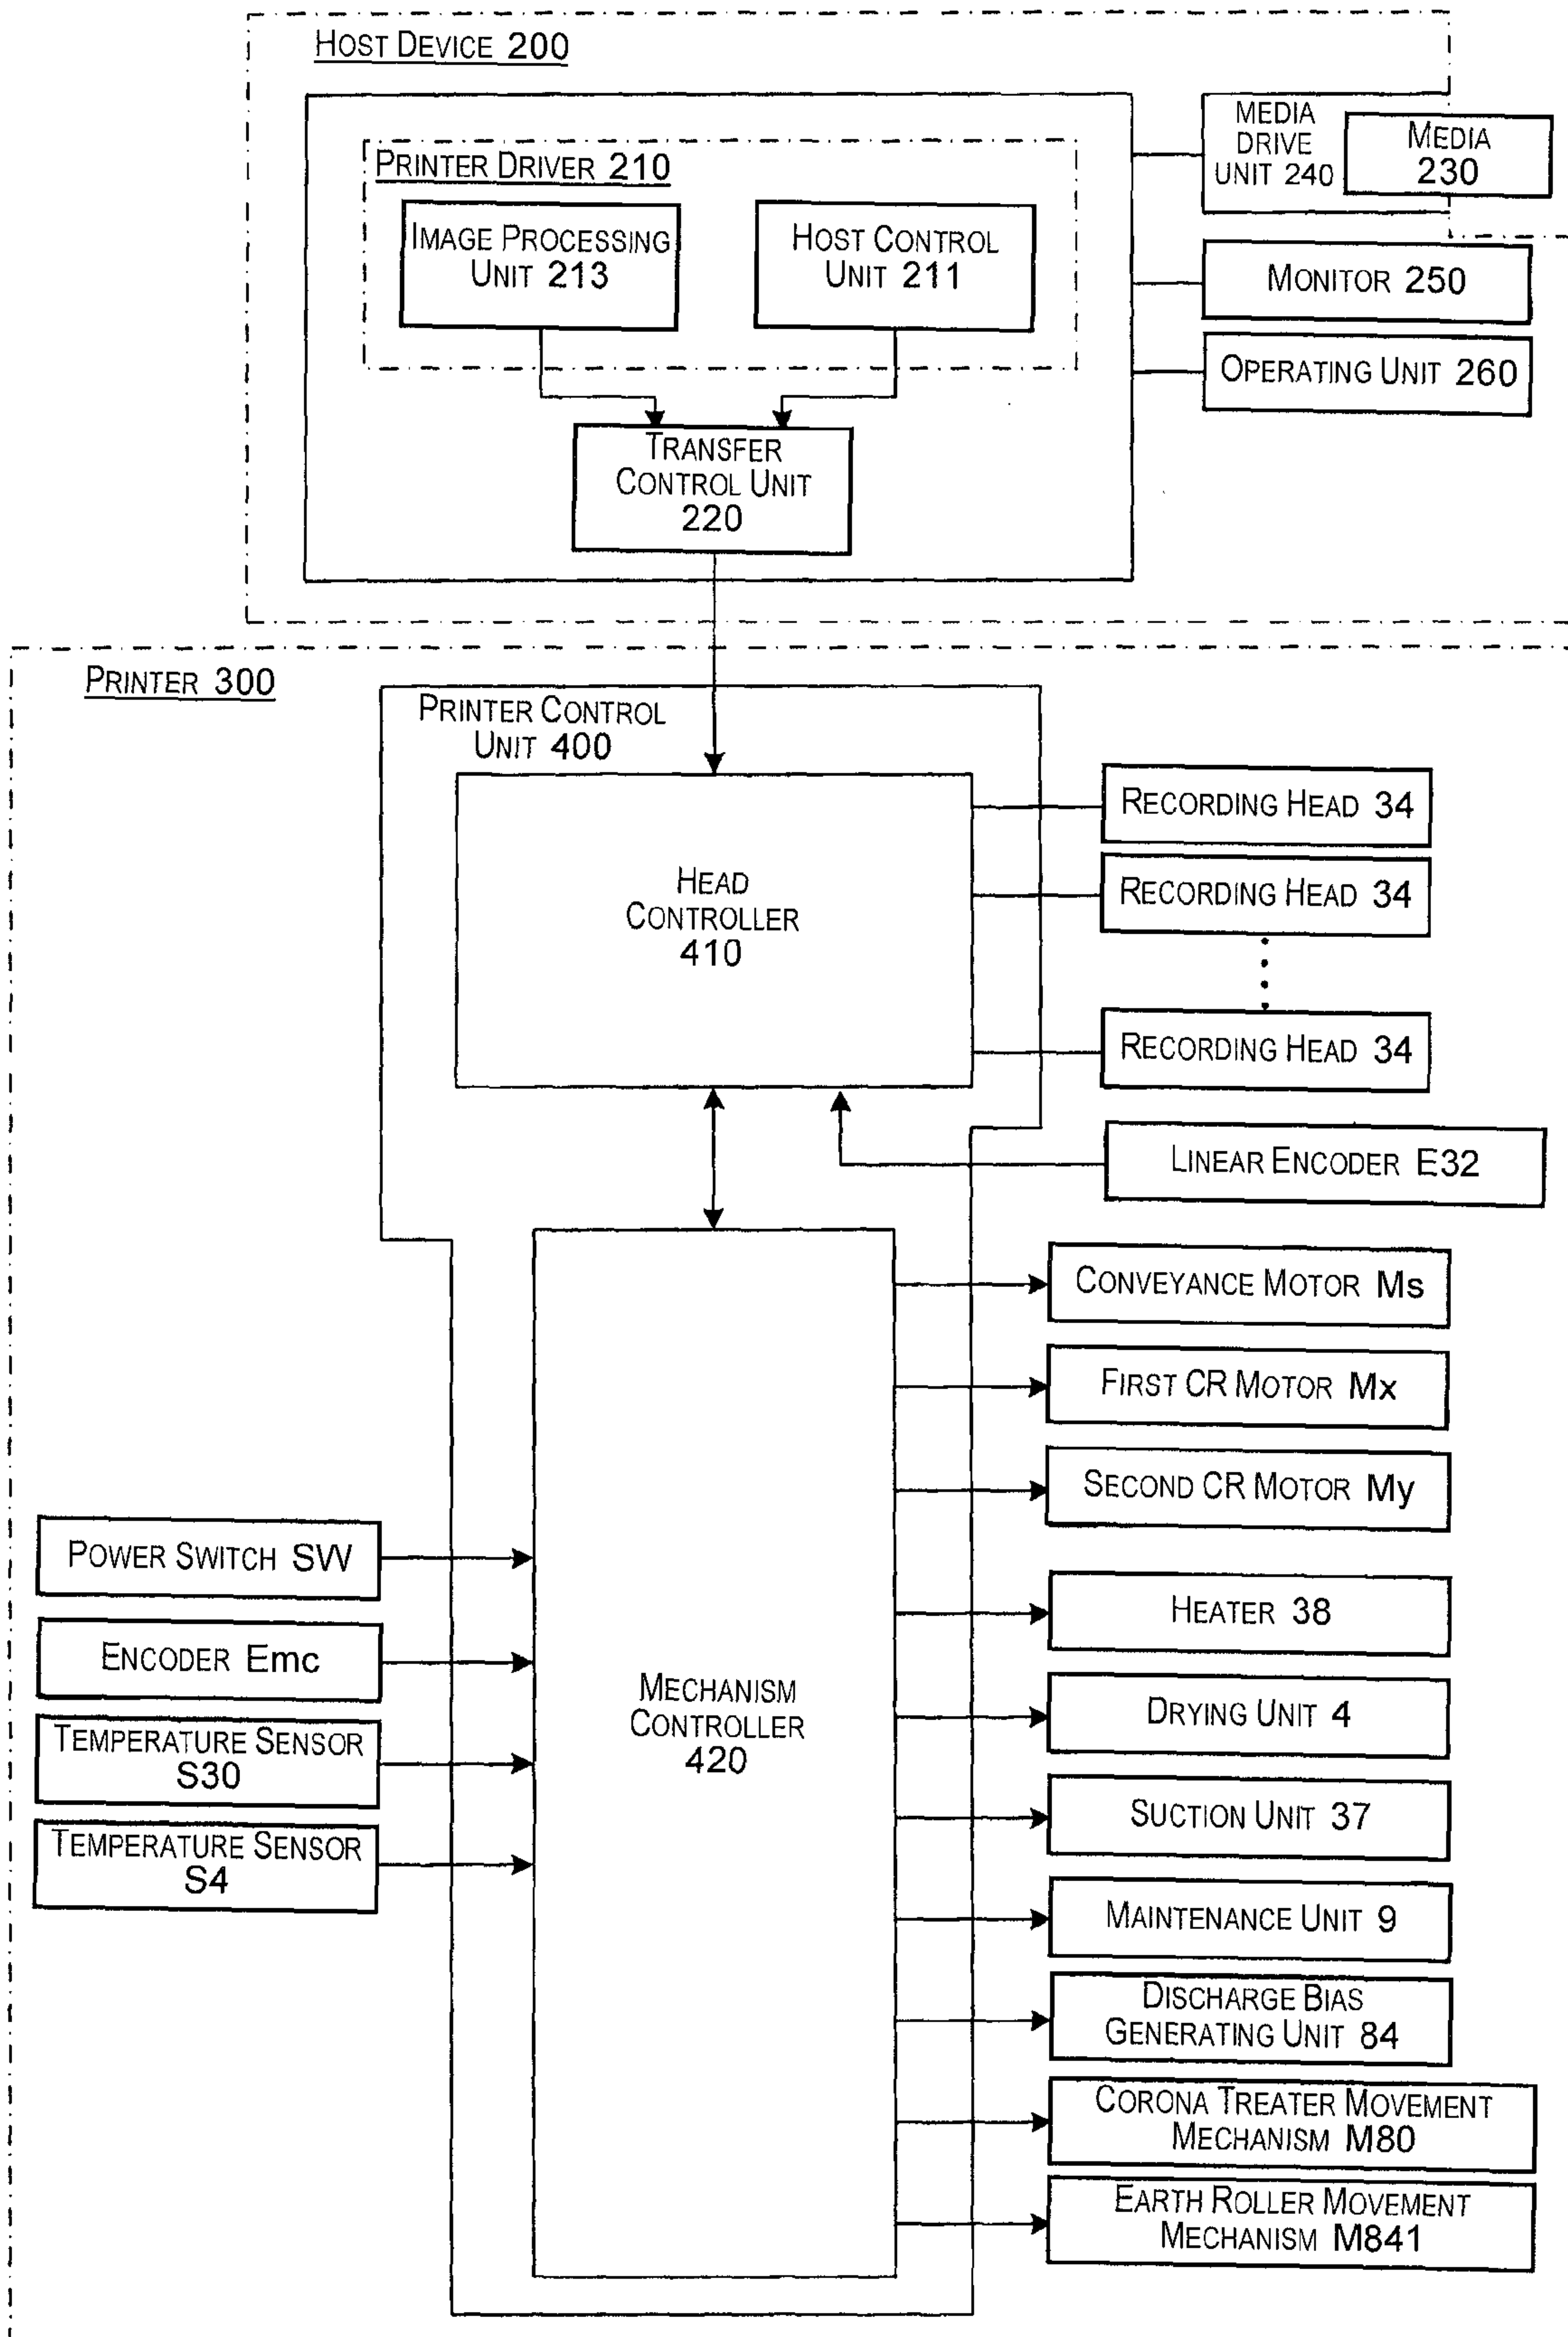 HOST DEVICE 200
MEDIA
DRIVE
UNIT 240
MEDIA
230
PRINTER DRIVER 210
IMAGE PROCESSING
UNIT 213
HOST CONTROL
UNIT 211
MONITOR 250
OPERATING UNIT 260
TRANSFER
CONTROL UNIT
220
PRINTER 300
PRINTER CONTROL
UNIT 400
HEAD
CONTROLLER
410
RECORDING HEAD 34
RECORDING HEAD 34
RECORDING HEAD 34
LINEAR ENCODER E32
CONVEYANCE MOTOR Ms
FIRST CR MOTOR Mx
SECOND CR MOTOR My
POWER SWITCH SW
ENCODER Emc
TEMPERATURE SENSOR
S30
TEMPERATURE SENSOR
S4
MECHANISM
CONTROLLER
420
HEATER 38
DRYING UNIT 4
SUCTION UNIT 37
MAINTENANCE UNIT 9
DISCHARGE BIAS
GENERATING UNIT 84
CORONA TREATER MOVEMENT
MECHANISM M80
EARTH ROLLER MOVEMENT
MECHANISM M841